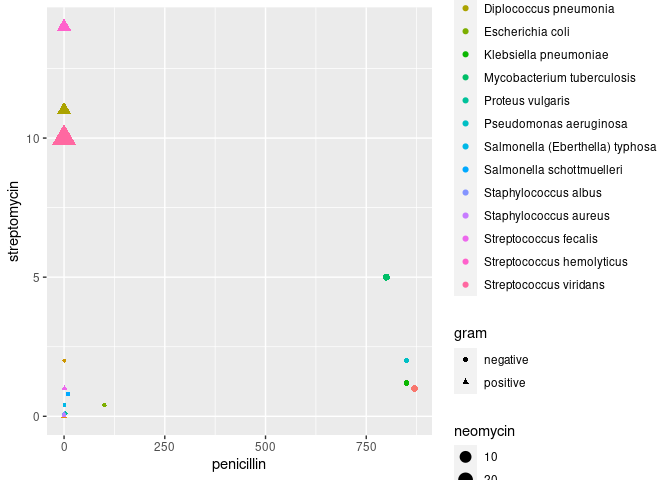 streptomycin
10
5
0
0
250
500
750
penicillin
Diplococcus pneumonia
Escherichia coli
Klebsiella pneumoniae
Mycobacterium tuberculosis
Proteus vulgaris
Pseudomonas aeruginosa
Salmonella (Eberthella) typhosa
Salmonella schottmuelleri
Staphylococcus albus
Staphylococcus aureus
Streptococcus fecalis
Streptococcus hemolyticus
Streptococcus viridans
gram
negative
positive
neomycin
10
20